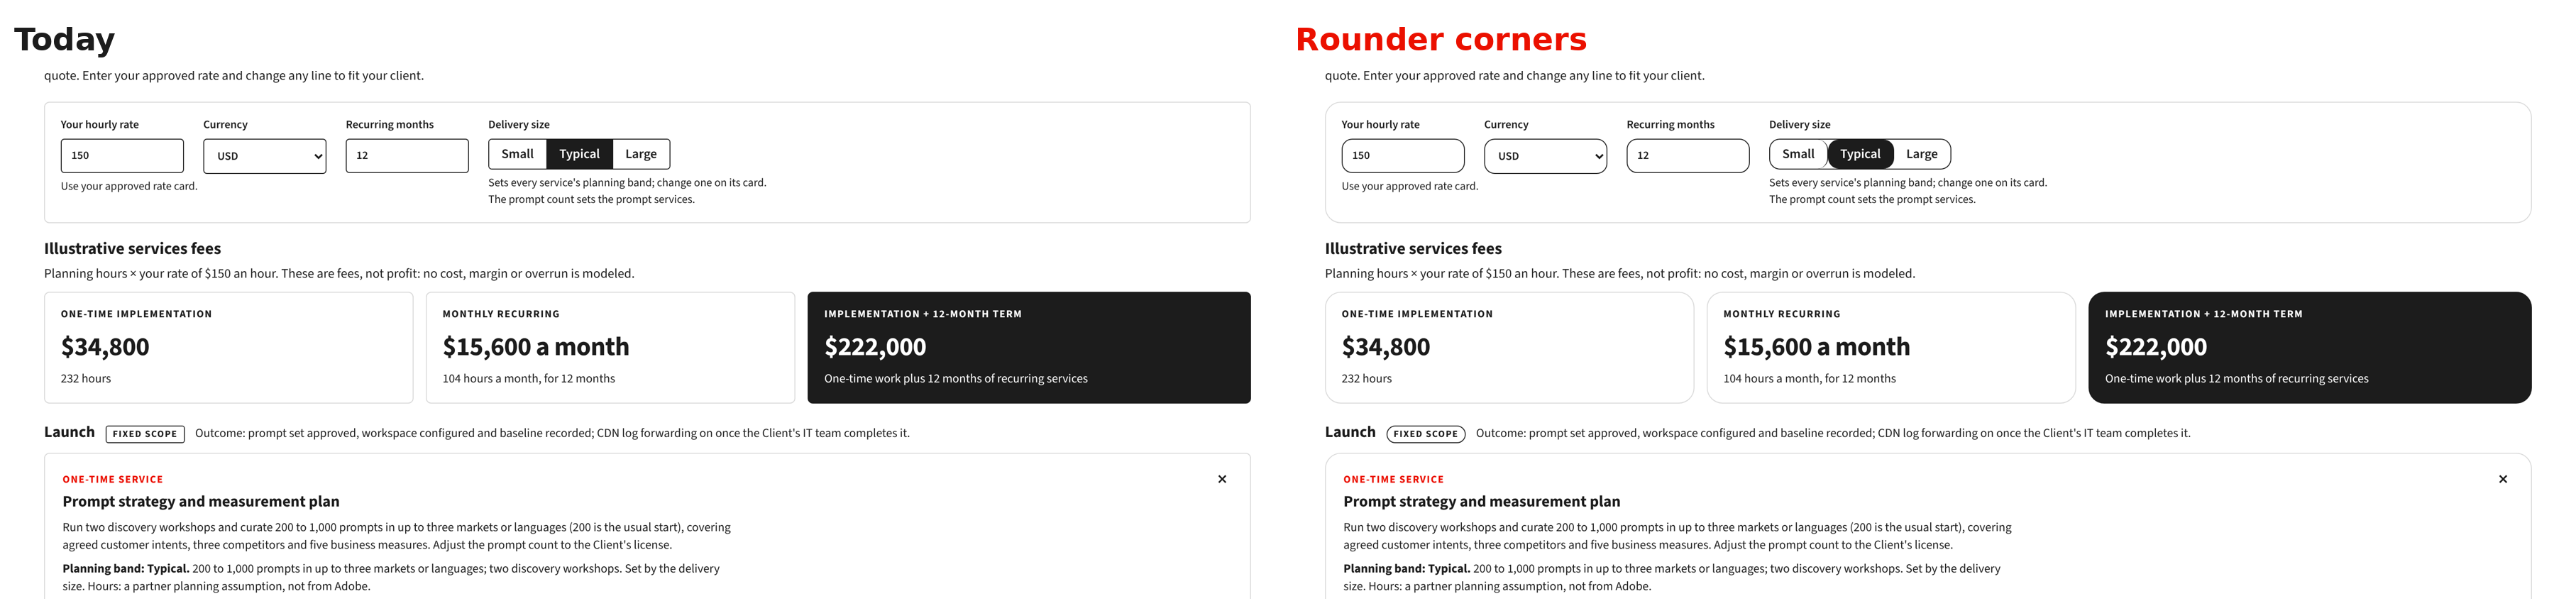 Today
quote. Enter your approved rate and change any line to fit your client.
Your hourly rate
Currency
Recurring months
Delivery size
150
USD
12
Small
Typical
Large
Use your approved rate card.
Sets every service's planning band; change one on its card.
The prompt count sets the prompt services.
Illustrative services fees
Planning hours × your rate of $150 an hour. These are fees, not profit: no cost, margin or overrun is modeled.
ONE-TIME IMPLEMENTATION
$34,800
232 hours
MONTHLY RECURRING
$15,600 a month
104 hours a month, for 12 months
IMPLEMENTATION + 12-MONTH TERM
$222,000
One-time work plus 12 months of recurring services
Launch
FIXED SCOPE
Outcome: prompt set approved, workspace configured and baseline recorded; CDN log forwarding on once the Client's IT team completes it.
ONE-TIME SERVICE
×
Prompt strategy and measurement plan
Run two discovery workshops and curate 200 to 1,000 prompts in up to three markets or languages (200 is the usual start), covering
agreed customer intents, three competitors and five business measures. Adjust the prompt count to the Client's license.
Planning band: Typical. 200 to 1,000 prompts in up to three markets or languages; two discovery workshops. Set by the delivery
size. Hours: a partner planning assumption, not from Adobe.
Rounder corners
quote. Enter your approved rate and change any line to fit your client.
Your hourly rate
Currency
Recurring months
Delivery size
150
USD
12
Small
Typical
Large
Use your approved rate card.
Sets every service's planning band; change one on its card.
The prompt count sets the prompt services.
Illustrative services fees
Planning hours × your rate of $150 an hour. These are fees, not profit: no cost, margin or overrun is modeled.
ONE-TIME IMPLEMENTATION
$34,800
232 hours
MONTHLY RECURRING
$15,600 a month
104 hours a month, for 12 months
IMPLEMENTATION + 12-MONTH TERM
$222,000
One-time work plus 12 months of recurring services
Launch
FIXED SCOPE
Outcome: prompt set approved, workspace configured and baseline recorded; CDN log forwarding on once the Client's IT team completes it.
ONE-TIME SERVICE
×
Prompt strategy and measurement plan
Run two discovery workshops and curate 200 to 1,000 prompts in up to three markets or languages (200 is the usual start), covering
agreed customer intents, three competitors and five business measures. Adjust the prompt count to the Client's license.
Planning band: Typical. 200 to 1,000 prompts in up to three markets or languages; two discovery workshops. Set by the delivery
size. Hours: a partner planning assumption, not from Adobe.